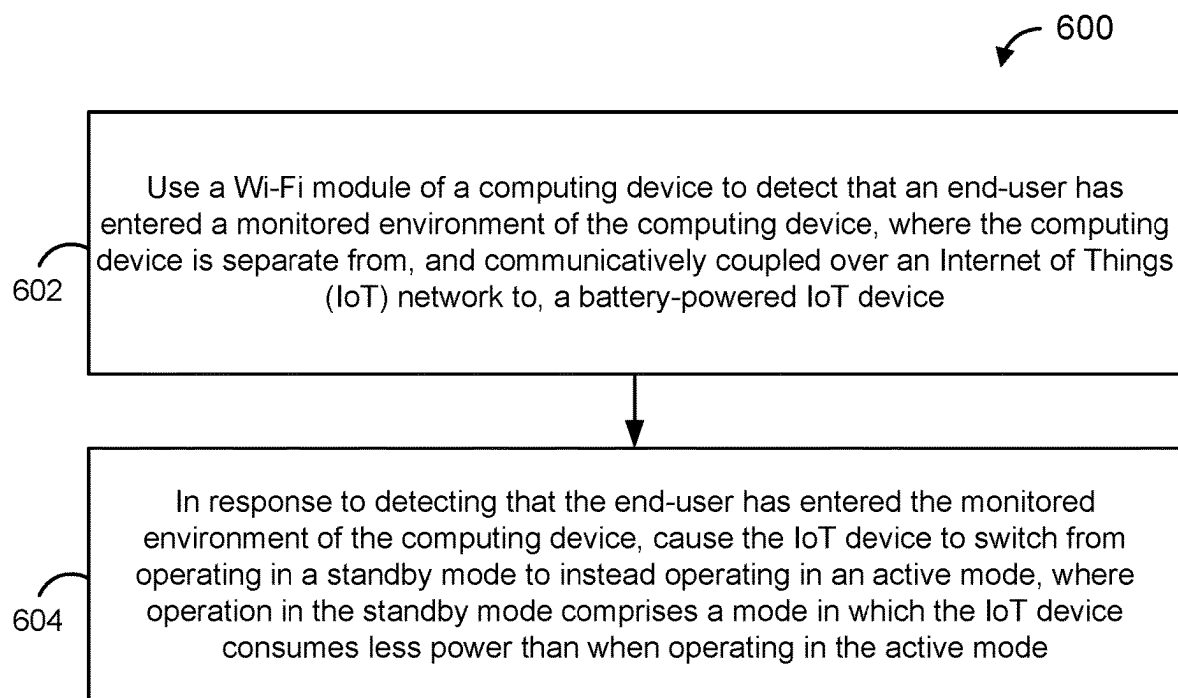 600
Use a Wi-Fi module of a computing device to detect that an end-user has
entered a monitored environment of the computing device, where the computing
device is separate from, and communicatively coupled over an Internet of Things
(IoT) network to, a battery-powered IoT device
602
In response to detecting that the end-user has entered the monitored
environment of the computing device, cause the IoT device to switch from
operating in a standby mode to instead operating in an active mode, where
operation in the standby mode comprises a mode in which the IoT device
consumes less power than when operating in the active mode
604